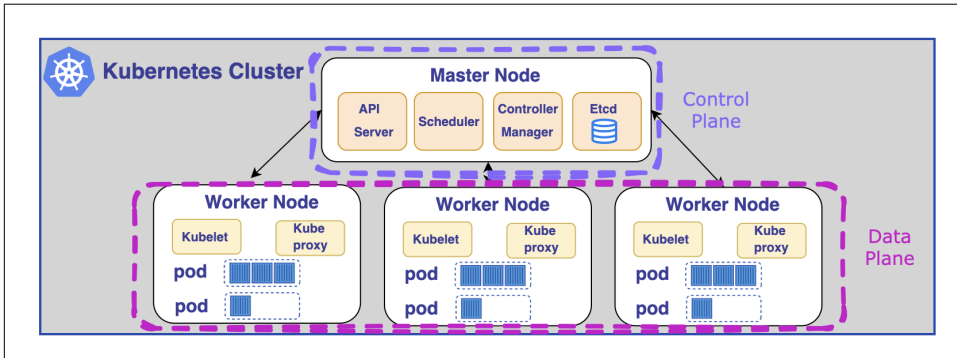 Kubernetes Cluster
Master Node
API
Server
Scheduler
Controller
Manager
Etcd
Control
Plane
Worker Node
Kubelet
Kube
proxy
pod
pod
Worker Node
Kubelet
Kube
proxy
pod
pod
Worker Node
Kubelet
Kube
proxy
pod
pod
Data
Plane